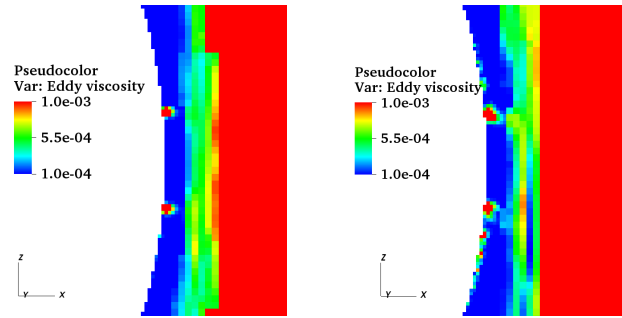 Pseudocolor
Var: Eddy viscosity
1.0e-03
5.5e-04
1.0e-04
Z
Y X
Pseudocolor
Var: Eddy viscosity
1.0e-03
5.5e-04
1.0e-04
Z
Y X